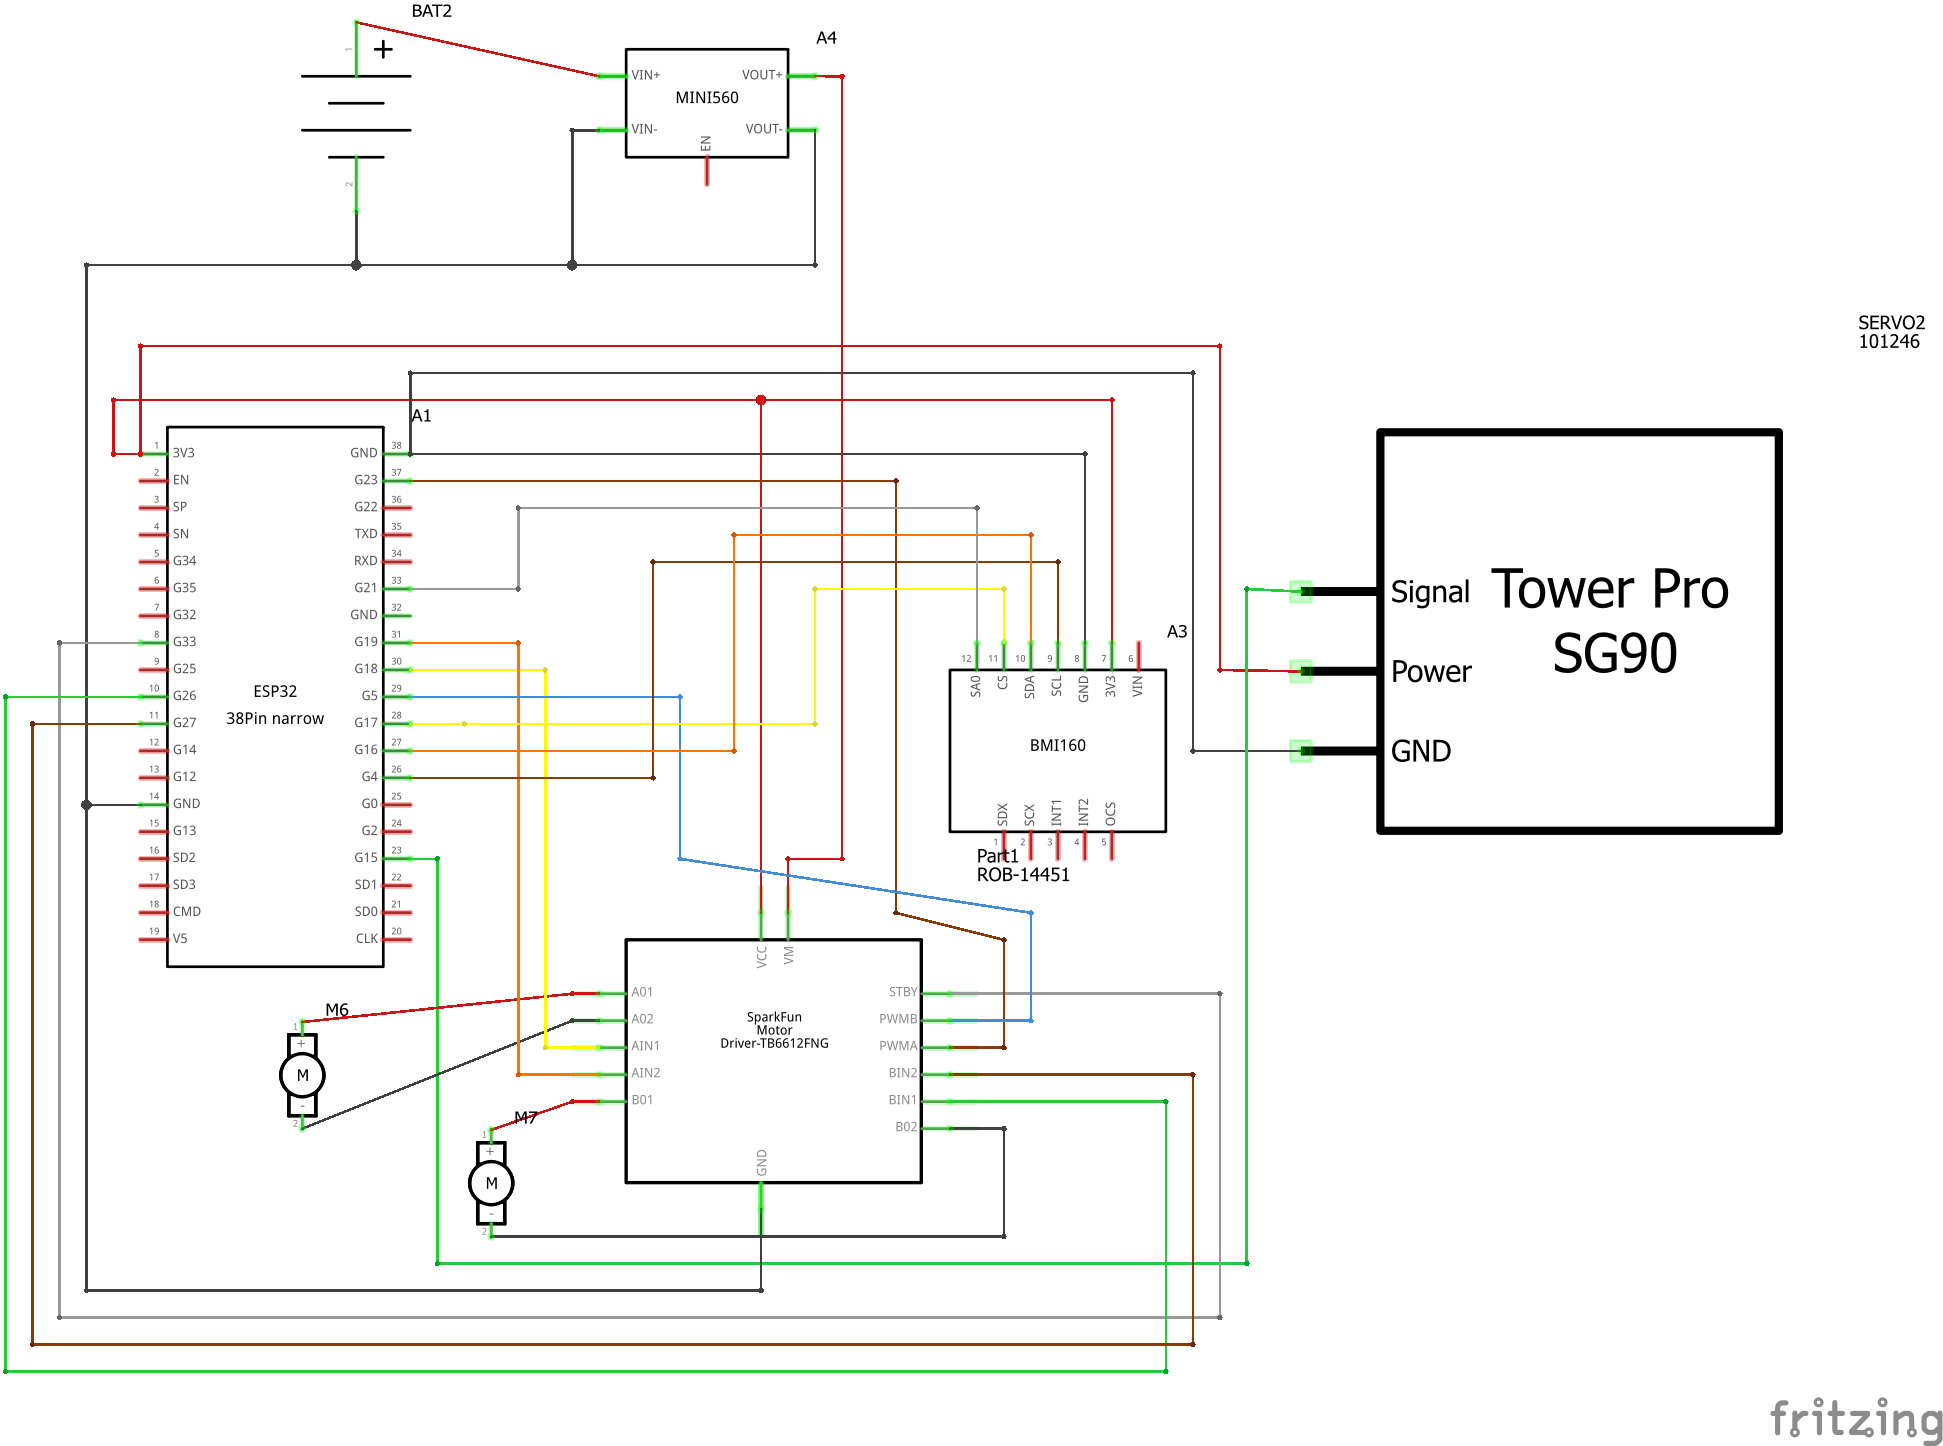 BAT2
1
+
2
A4
VIN+
VOUT+
MINI560
VIN-
VOUT-
EN
SERVO2
101246
A1
1
3V3
GND
38
2
EN
G23
37
3
SP
G22
36
4
SN
TXD
35
5
G34
RXD
34
6
G35
G21
33
7
G32
GND
32
8
G33
G19
31
9
G25
G18
30
10
G26
G5
29
11
G27
G17
28
12
G14
G16
27
13
G12
G4
26
14
GND
G0
25
15
G13
G2
24
16
SD2
G15
23
17
SD3
SD1
22
18
CMD
SD0
21
19
V5
CLK
20
ESP32
38Pin narrow
A3
12
11
10
9
8
7
6
SA0
CS
SDA
SCL
GND
3V3
VIN
BMI160
SDX
SCX
INT1
INT2
OCS
1
2
3
4
5
Part1
ROB-14451
Signal
Power
GND
Tower Pro
SG90
VCC
VM
A01
A02
AIN1
AIN2
B01
STBY
PWMB
PWMA
BIN2
BIN1
B02
SparkFun
Motor
Driver-TB6612FNG
GND
M6
1
+
M
-
2
M7
1
+
M
-
2
fritzing